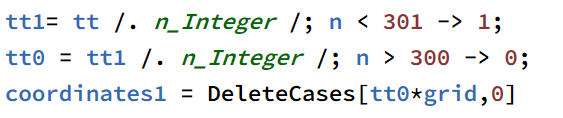 tt1= tt /. n_Integer /; n < 301 -> 1;
tt0 = tt1 /. n_Integer /; n > 300 -> 0;
coordinates1 = DeleteCases[tt0*grid,0]